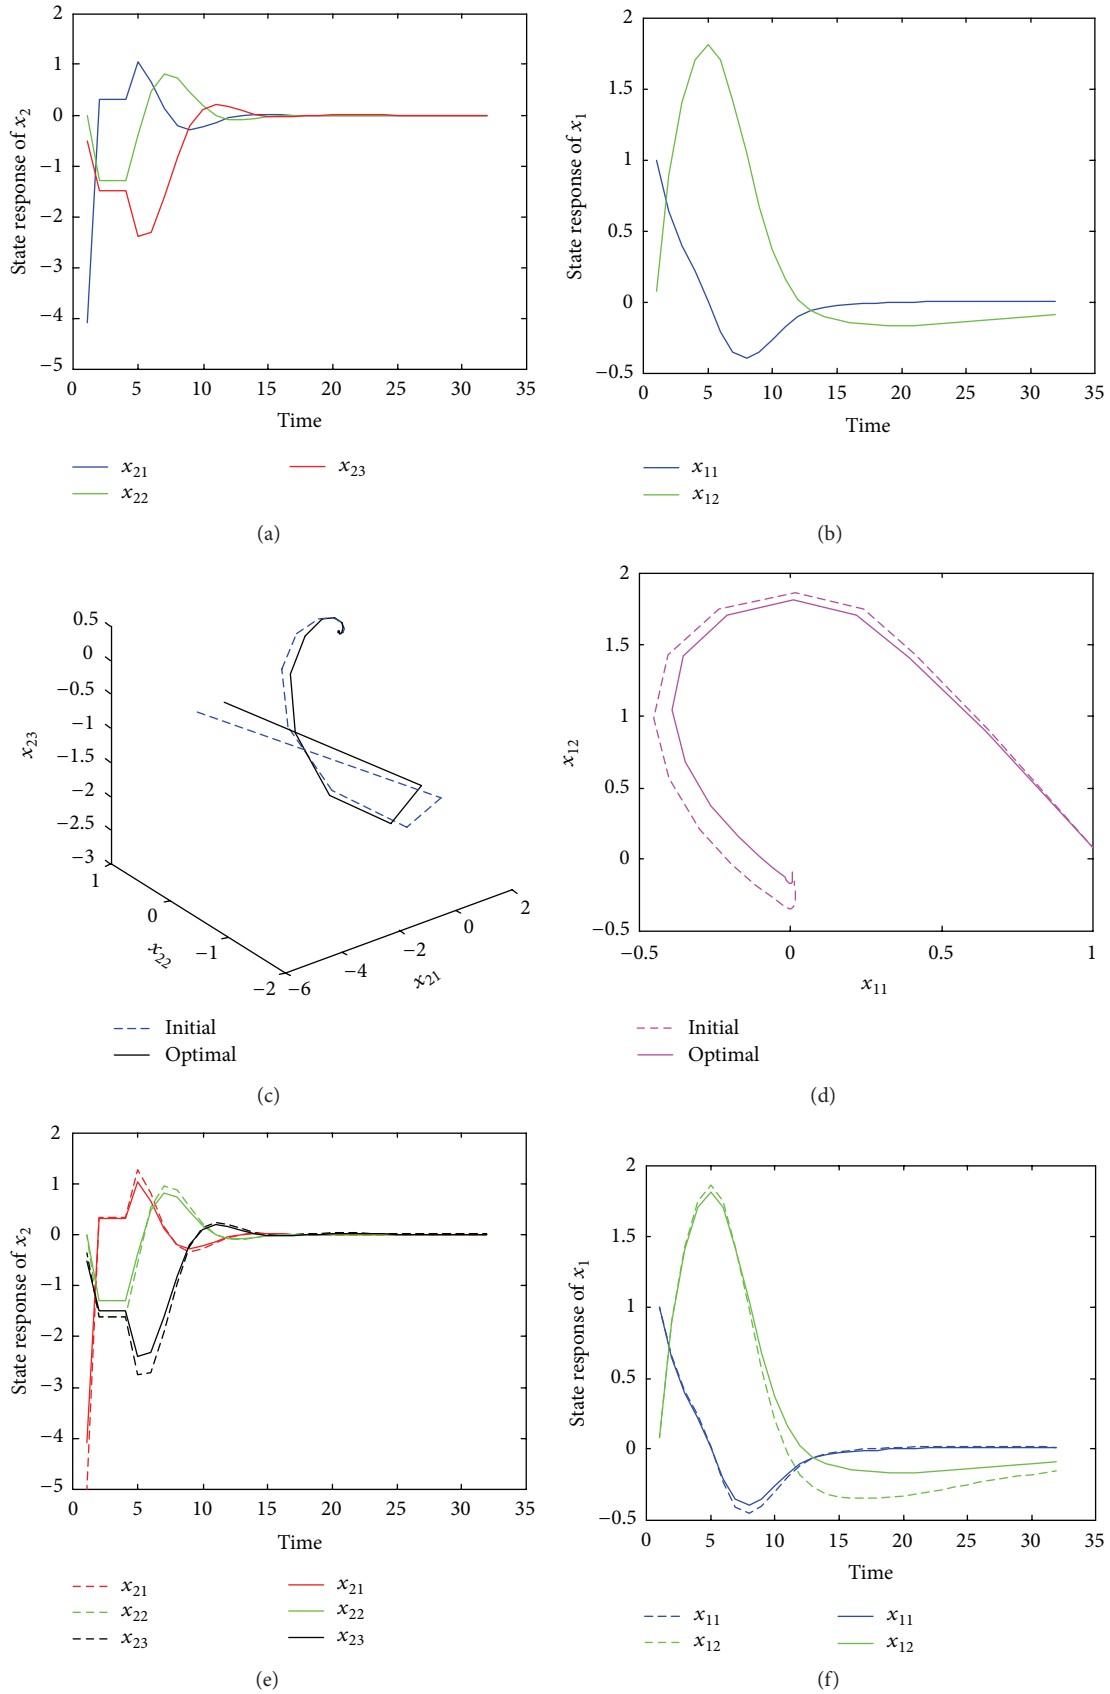 2
1
0
−1
−2
−3
−4
−5
State response of x₂
0 5 10 15 20 25 30 35
Time
x₂₁
x₂₂
x₂₃
(a)
2
1.5
1
0.5
0
−0.5
State response of x₁
0 5 10 15 20 25 30 35
Time
x₁₁
x₁₂
(b)
0.5
0
−0.5
−1
−1.5
−2
−2.5
−3
x₂₃
1
0
−1
−2
x₂₂
−6
−4
−2
0
2
x₂₁
Initial
Optimal
(c)
2
1.5
1
0.5
0
−0.5
x₁₂
−0.5 0 0.5 1
x₁₁
Initial
Optimal
(d)
2
1
0
−1
−2
−3
−4
−5
State response of x₂
0 5 10 15 20 25 30 35
Time
x₂₁ x₂₁
x₂₂ x₂₂
x₂₃ x₂₃
(e)
2
1.5
1
0.5
0
−0.5
State response of x₁
0 5 10 15 20 25 30 35
Time
x₁₁ x₁₁
x₁₂ x₁₂
(f)